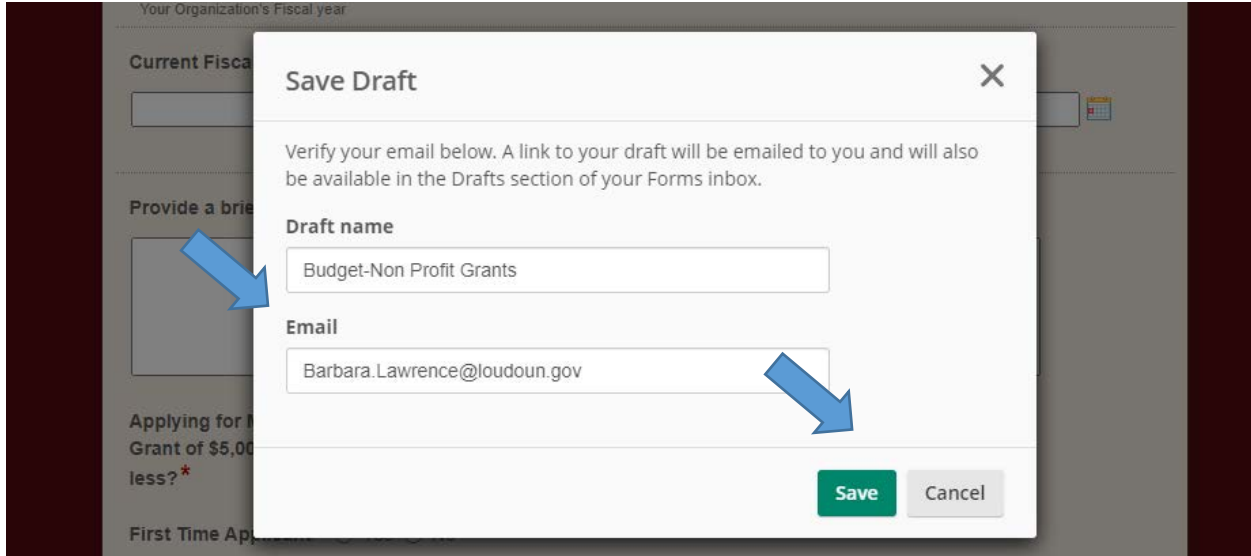 Your Organization's Fiscal year
Current Fisca
Save Draft
Verify your email below. A link to your draft will be emailed to you and will also
be available in the Drafts section of your Forms inbox.
Provide a brie
Draft name
Budget-Non Profit Grants
Email
Barbara.Lawrence@loudoun.gov
Applying for
Grant of $5,00
less?*
Save
Cancel
First Time App